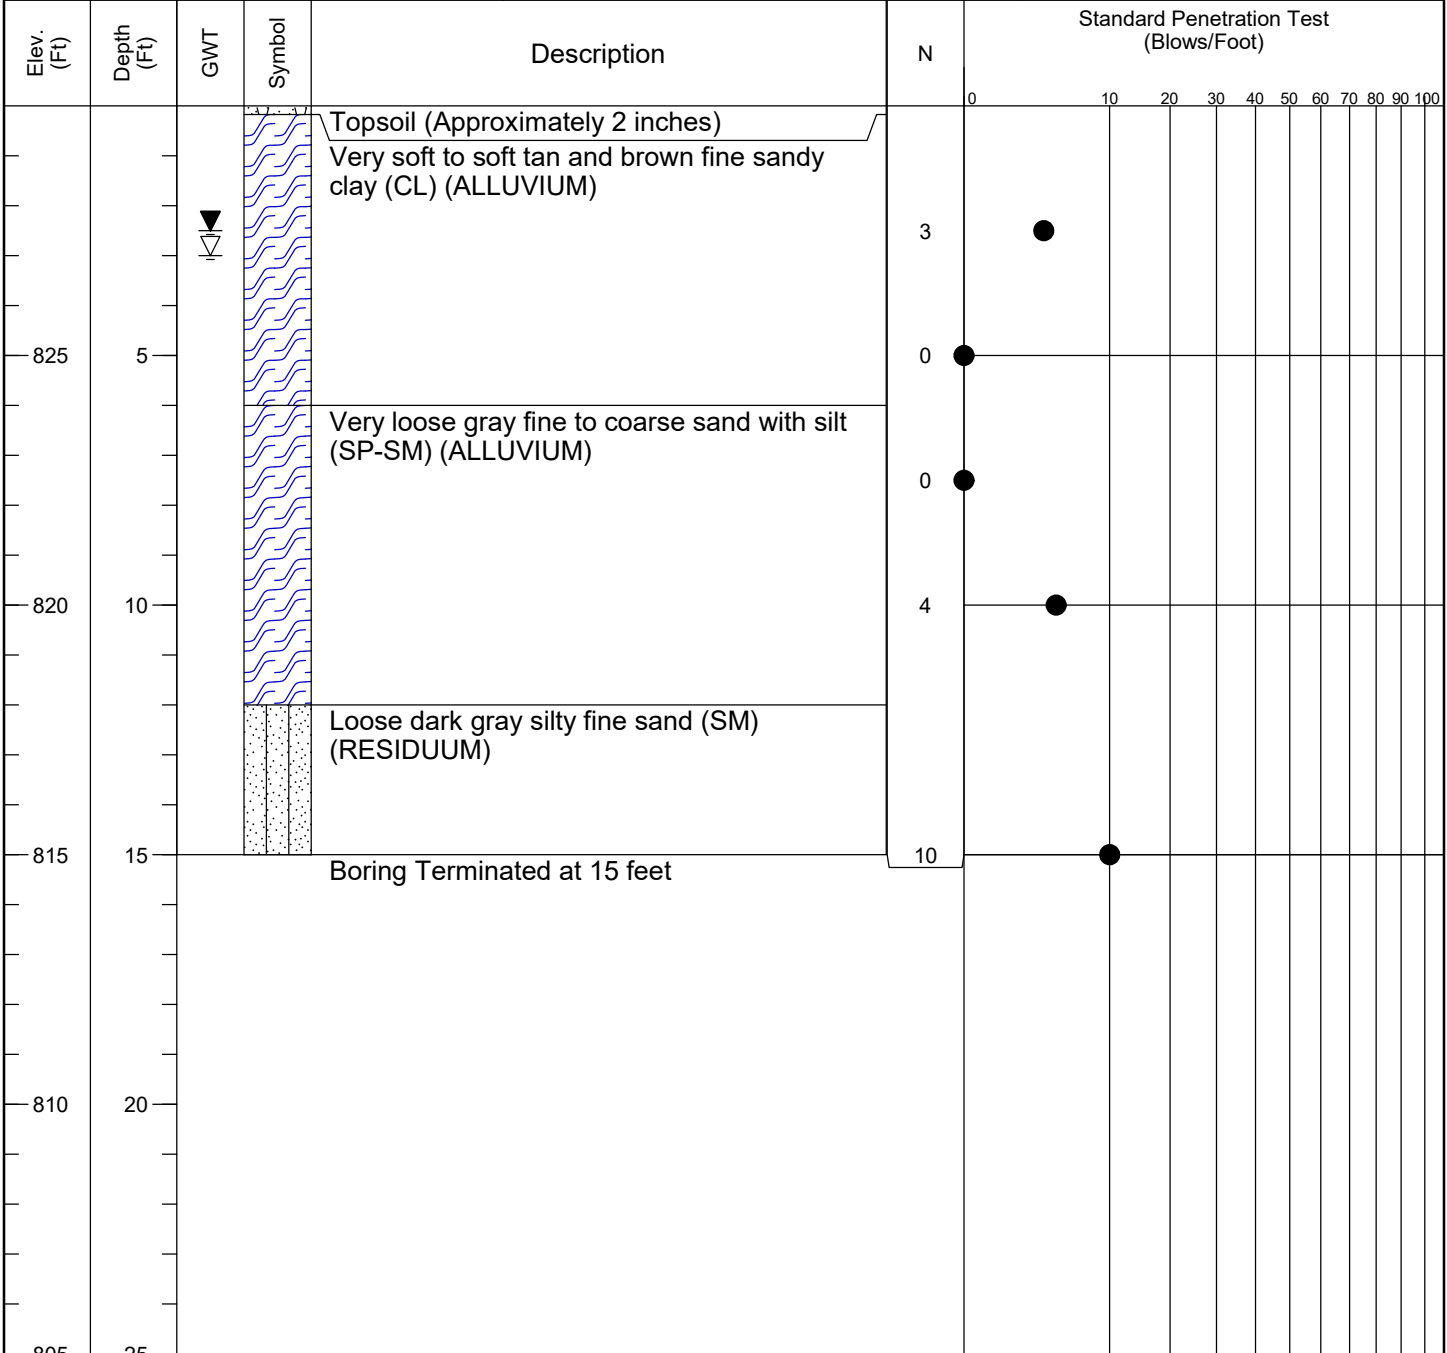 Elev.
(Ft)
Depth
(Ft)
GWT
Symbol
Description
N
Standard Penetration Test
(Blows/Foot)
0 10 20 30 40 50 60 70 80 90 100
Topsoil (Approximately 2 inches)
Very soft to soft tan and brown fine sandy
clay (CL) (ALLUVIUM)
3
825 5 0
Very loose gray fine to coarse sand with silt
(SP-SM) (ALLUVIUM)
0
820 10 4
Loose dark gray silty fine sand (SM)
(RESIDUUM)
815 15 10
Boring Terminated at 15 feet
810 20
805 25